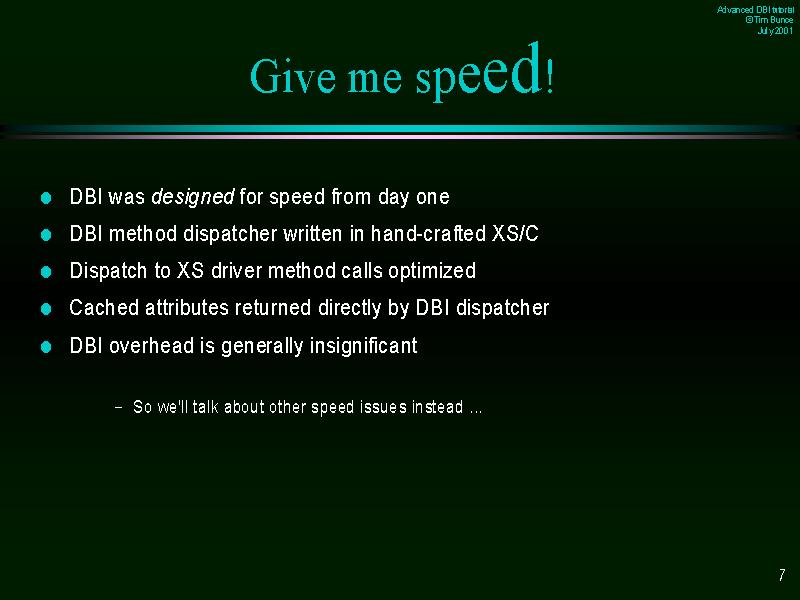 Advanced DBI tutorial
© Tim Bunce
July 2001
Give me speed!
DBI was designed for speed from day one
DBI method dispatcher written in hand-crafted XS/C
Dispatch to XS driver method calls optimized
Cached attributes returned directly by DBI dispatcher
DBI overhead is generally insignificant
– So we'll talk about other speed issues instead ...
7